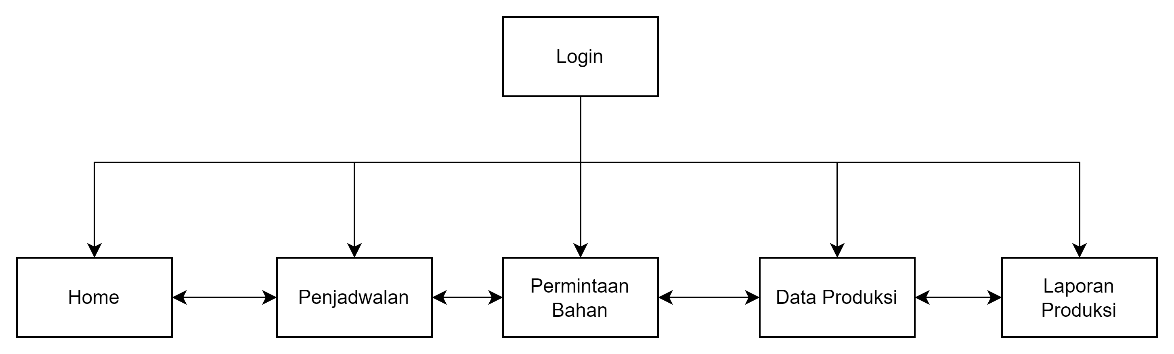 Login
Home
Penjadwalan
Permintaan
Bahan
Data Produksi
Laporan
Produksi